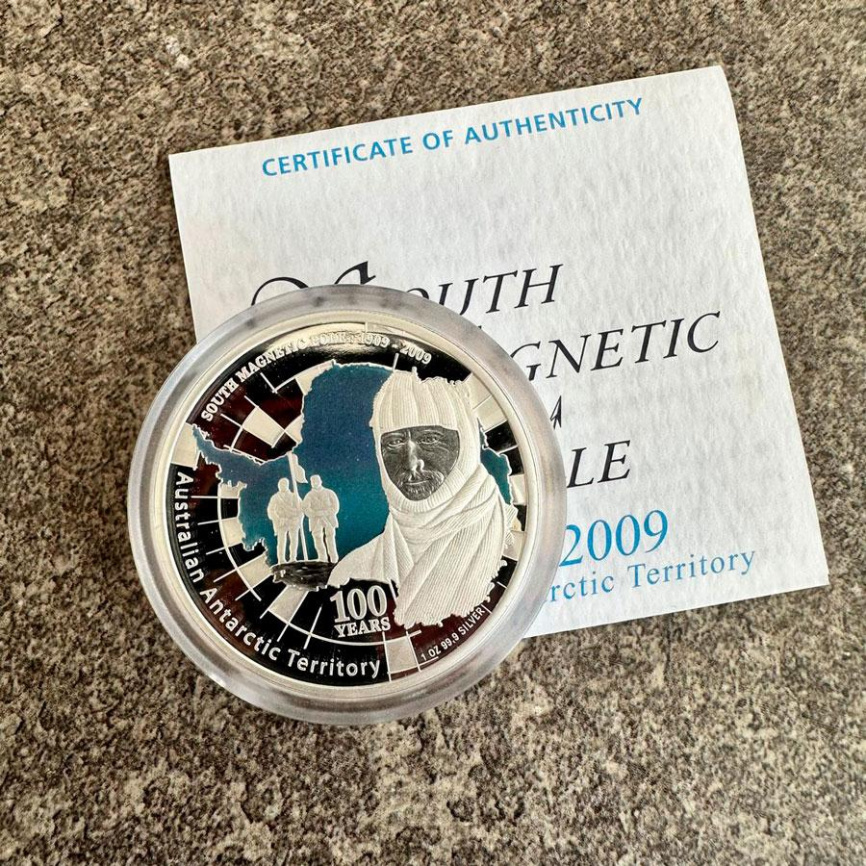 CERTIFICATE OF AUTHENTICITY
OUTH
GNETIC
LE
2009
rctic Territory
SOUTH MAGNETIC POLE 1909 - 2009
Australian Antarctic Territory
100
YEARS
1 OZ 99.9 SILVER